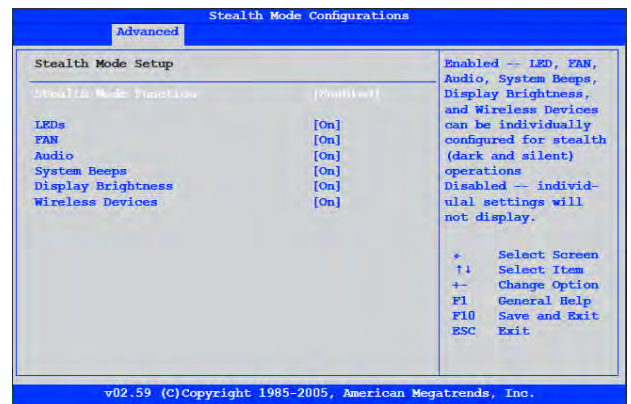 Stealth Mode Configurations
Advanced
Stealth Mode Setup
Stealth Mode Function [Enabled]
LEDs [On]
FAN [On]
Audio [On]
System Beeps [On]
Display Brightness [On]
Wireless Devices [On]
Enabled -- LED, FAN,
Audio, System Beeps,
Display Brightness,
and Wireless Devices
can be individually
configured for stealth
(dark and silent)
operations
Disabled -- individ-
ulal settings will
not display.
← Select Screen
↑↓ Select Item
+- Change Option
F1 General Help
F10 Save and Exit
ESC Exit
v02.59 (C)Copyright 1985-2005, American Megatrends, Inc.